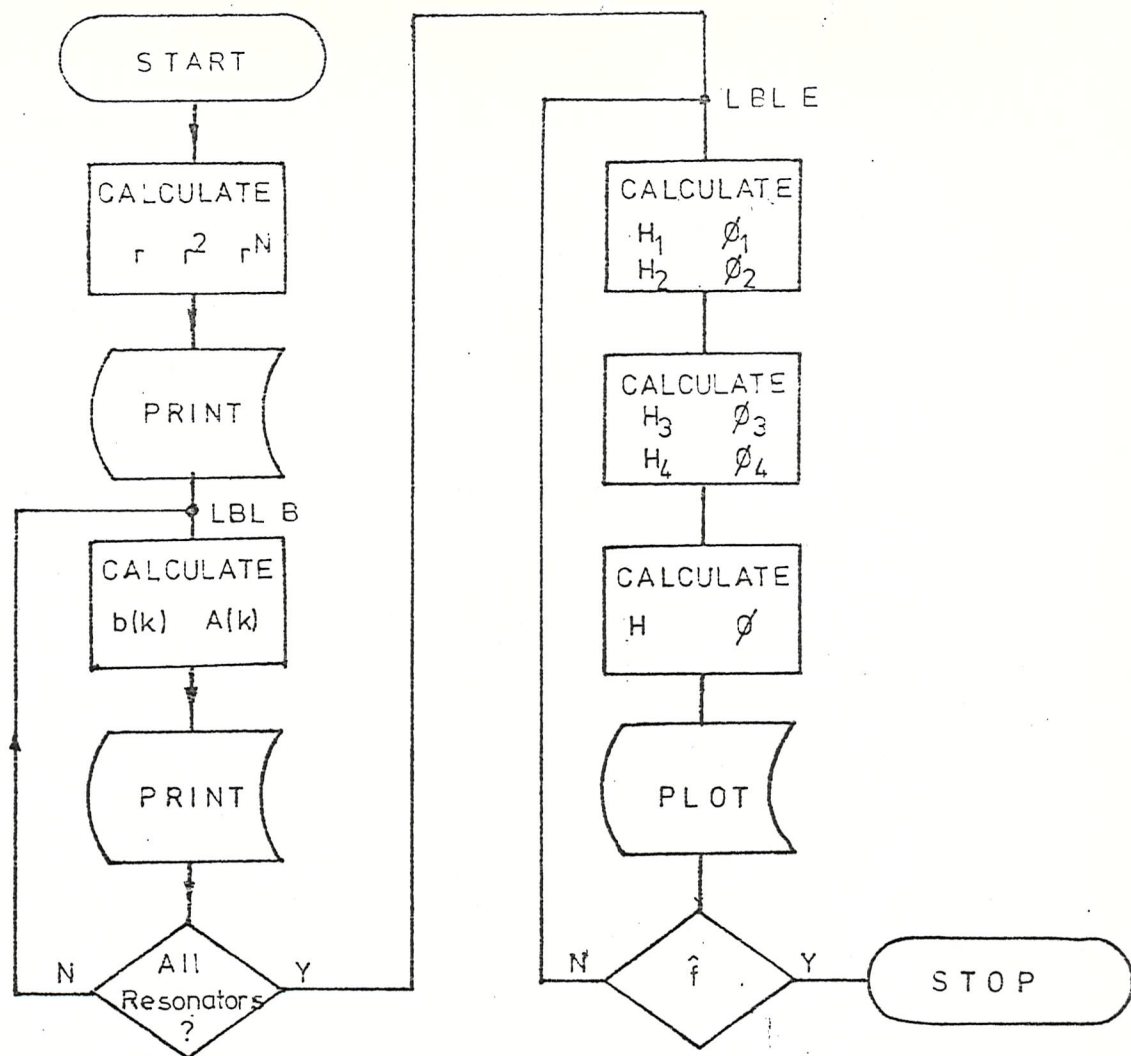 START
CALCULATE
r r² r^N
PRINT
LBL B
CALCULATE
b(k) A(k)
PRINT
All
Resonators
?
N
Y
LBL E
CALCULATE
H₁ Ø₁
H₂ Ø₂
CALCULATE
H₃ Ø₃
H₄ Ø₄
CALCULATE
H Ø
PLOT
f̂
N
Y
STOP